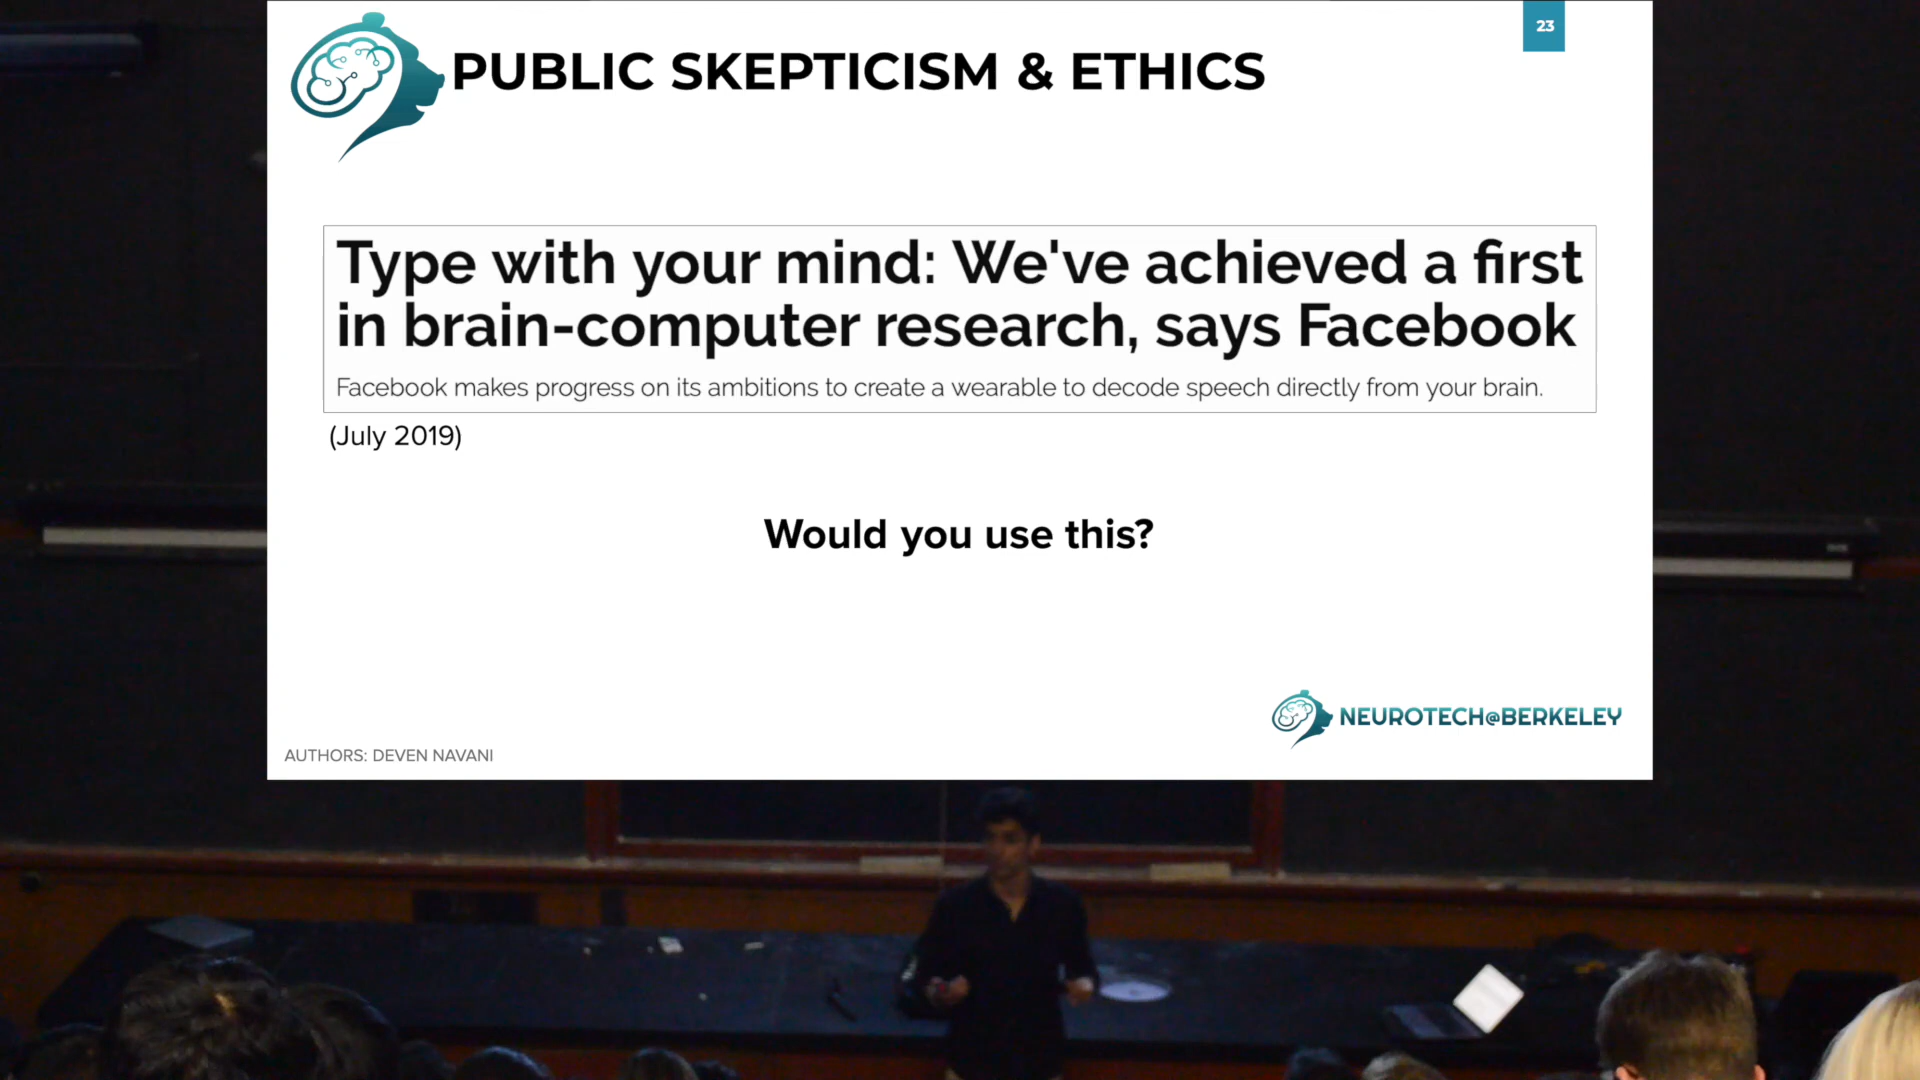 23
PUBLIC SKEPTICISM & ETHICS
Type with your mind: We've achieved a first
in brain-computer research, says Facebook
Facebook makes progress on its ambitions to create a wearable to decode speech directly from your brain.
(July 2019)
Would you use this?
NEUROTECH@BERKELEY
AUTHORS: DEVEN NAVANI